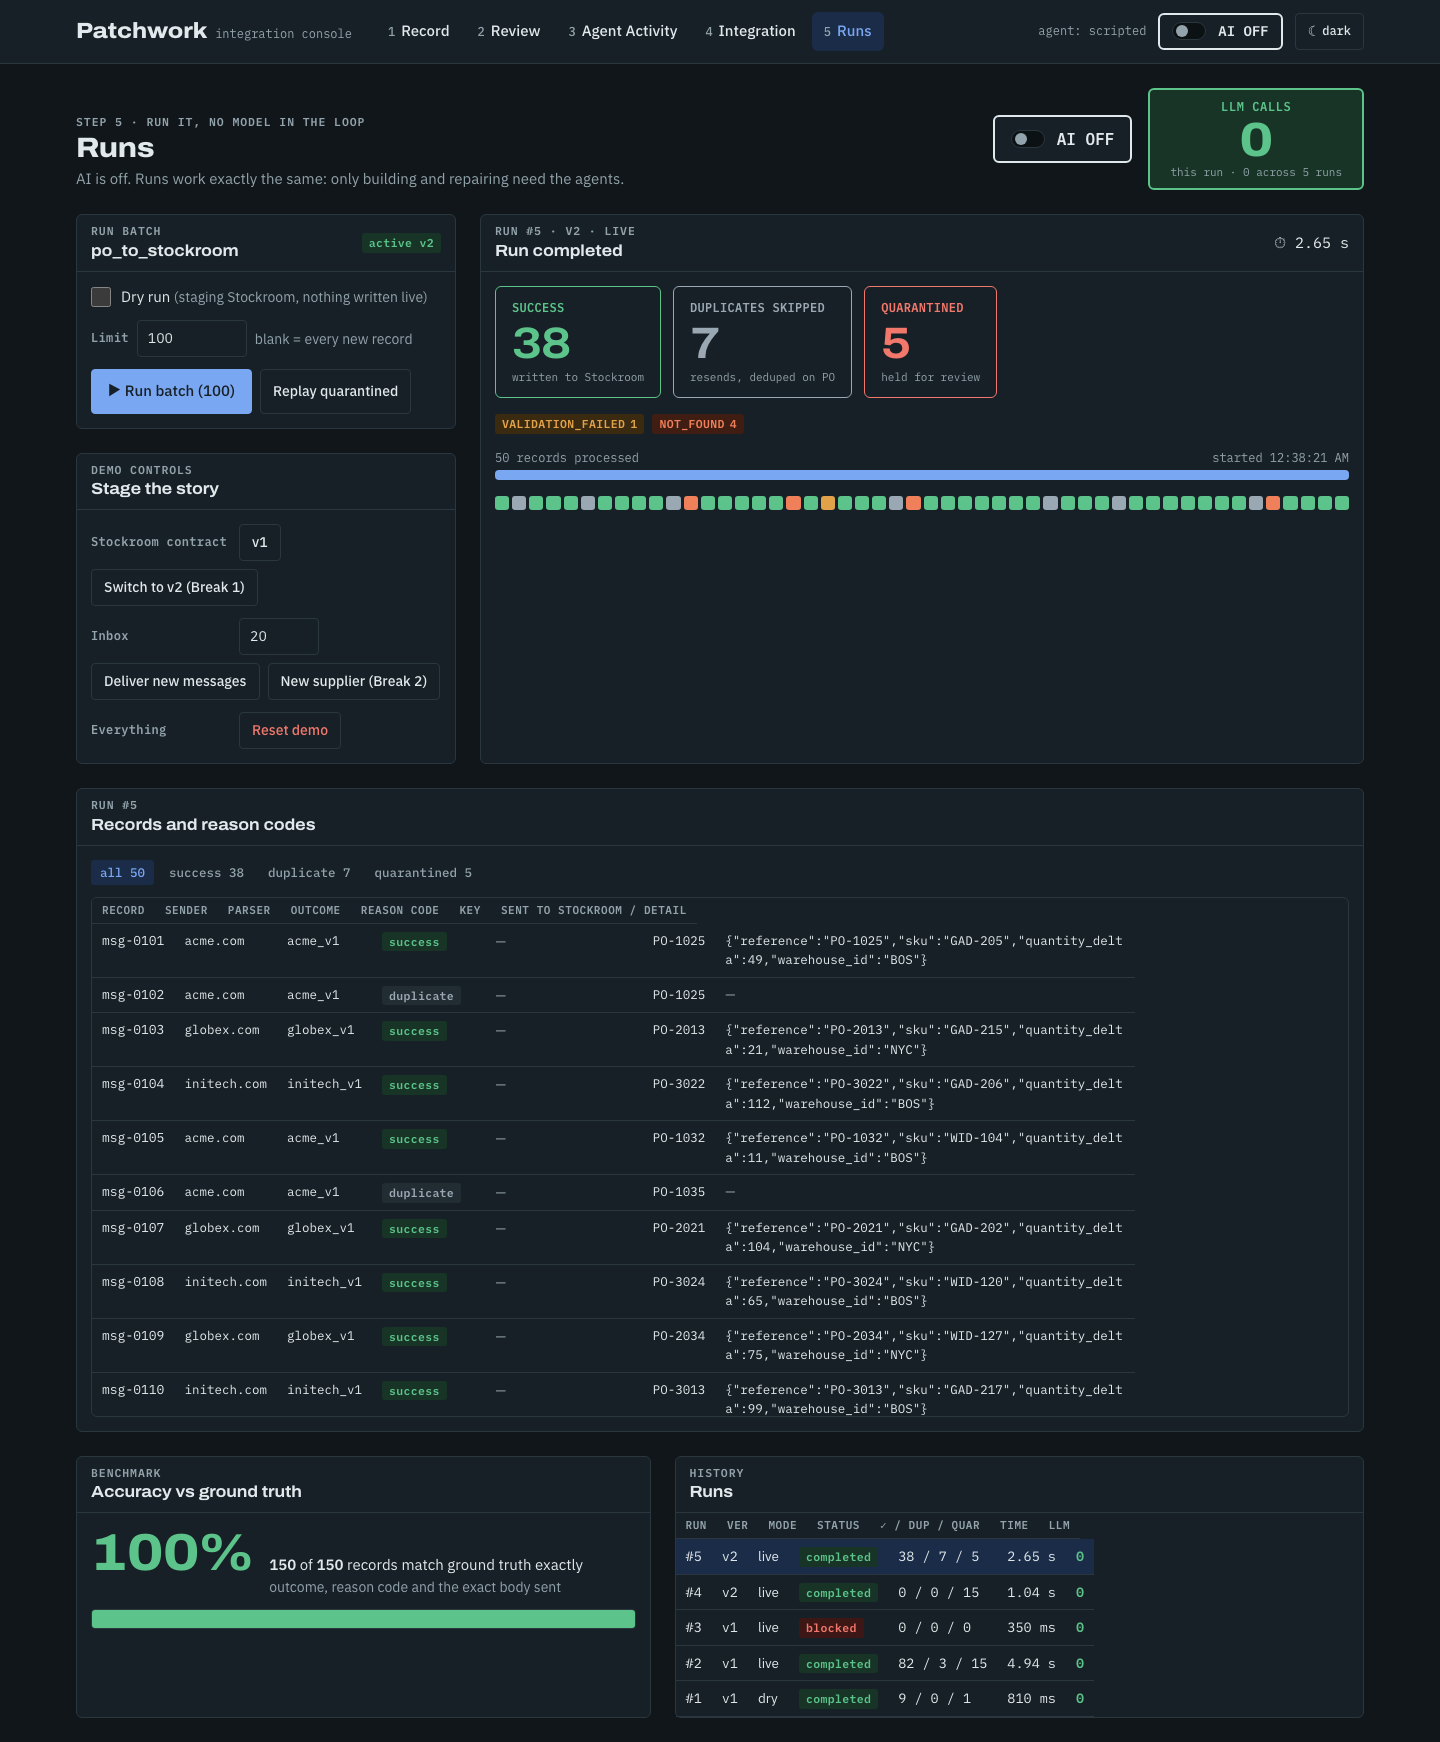 Patchwork integration console
1 Record
2 Review
3 Agent Activity
4 Integration
5 Runs
agent: scripted
AI OFF
☾ dark
STEP 5 · RUN IT, NO MODEL IN THE LOOP
Runs
AI is off. Runs work exactly the same: only building and repairing need the agents.
AI OFF
LLM CALLS
0
this run · 0 across 5 runs
RUN BATCH
po_to_stockroom
active v2
Dry run (staging Stockroom, nothing written live)
Limit 100 blank = every new record
▶ Run batch (100)
Replay quarantined
DEMO CONTROLS
Stage the story
Stockroom contract v1
Switch to v2 (Break 1)
Inbox 20
Deliver new messages
New supplier (Break 2)
Everything Reset demo
RUN #5 · V2 · LIVE
Run completed
⏱ 2.65 s
SUCCESS
38
written to Stockroom
DUPLICATES SKIPPED
7
resends, deduped on PO
QUARANTINED
5
held for review
VALIDATION_FAILED 1
NOT_FOUND 4
50 records processed
started 12:38:21 AM
RUN #5
Records and reason codes
all 50 success 38 duplicate 7 quarantined 5
RECORD SENDER PARSER OUTCOME REASON CODE KEY SENT TO STOCKROOM / DETAIL
msg-0101 acme.com acme_v1 success — PO-1025 {"reference":"PO-1025","sku":"GAD-205","quantity_delt
a":49,"warehouse_id":"BOS"}
msg-0102 acme.com acme_v1 duplicate — PO-1025 —
msg-0103 globex.com globex_v1 success — PO-2013 {"reference":"PO-2013","sku":"GAD-215","quantity_delt
a":21,"warehouse_id":"NYC"}
msg-0104 initech.com initech_v1 success — PO-3022 {"reference":"PO-3022","sku":"GAD-206","quantity_delt
a":112,"warehouse_id":"BOS"}
msg-0105 acme.com acme_v1 success — PO-1032 {"reference":"PO-1032","sku":"WID-104","quantity_delt
a":11,"warehouse_id":"BOS"}
msg-0106 acme.com acme_v1 duplicate — PO-1035 —
msg-0107 globex.com globex_v1 success — PO-2021 {"reference":"PO-2021","sku":"GAD-202","quantity_delt
a":104,"warehouse_id":"NYC"}
msg-0108 initech.com initech_v1 success — PO-3024 {"reference":"PO-3024","sku":"WID-120","quantity_delt
a":65,"warehouse_id":"BOS"}
msg-0109 globex.com globex_v1 success — PO-2034 {"reference":"PO-2034","sku":"WID-127","quantity_delt
a":75,"warehouse_id":"NYC"}
msg-0110 initech.com initech_v1 success — PO-3013 {"reference":"PO-3013","sku":"GAD-217","quantity_delt
a":99,"warehouse_id":"BOS"}
BENCHMARK
Accuracy vs ground truth
100%
150 of 150 records match ground truth exactly
outcome, reason code and the exact body sent
HISTORY
Runs
RUN VER MODE STATUS ✓ / DUP / QUAR TIME LLM
#5 v2 live completed 38 / 7 / 5 2.65 s 0
#4 v2 live completed 0 / 0 / 15 1.04 s 0
#3 v1 live blocked 0 / 0 / 0 350 ms 0
#2 v1 live completed 82 / 3 / 15 4.94 s 0
#1 v1 dry completed 9 / 0 / 1 810 ms 0